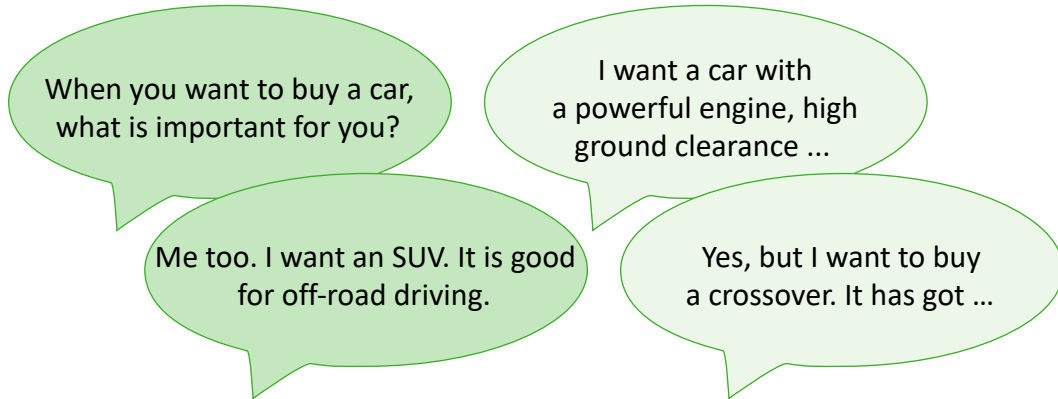 When you want to buy a car,
what is important for you?
I want a car with
a powerful engine, high
ground clearance ...
Me too. I want an SUV. It is good
for off-road driving.
Yes, but I want to buy
a crossover. It has got …